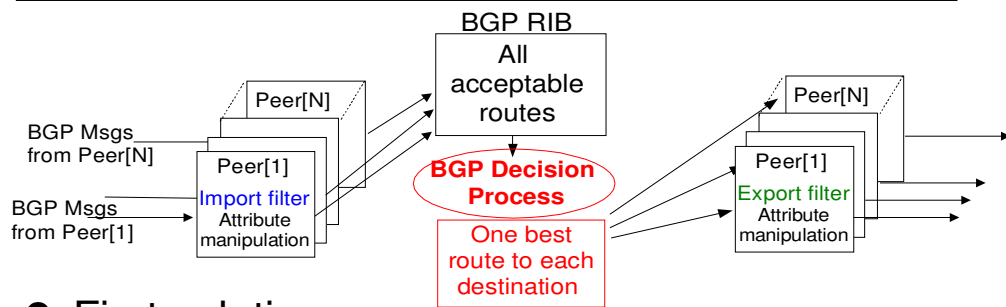 BGP RIB
All
acceptable
routes
Peer[N]
BGP Msgs
from Peer[N]
Peer[1]
Import filter
Attribute
manipulation
BGP Msgs
from Peer[1]
BGP Decision
Process
One best
route to each
destination
Peer[N]
Peer[1]
Export filter
Attribute
manipulation